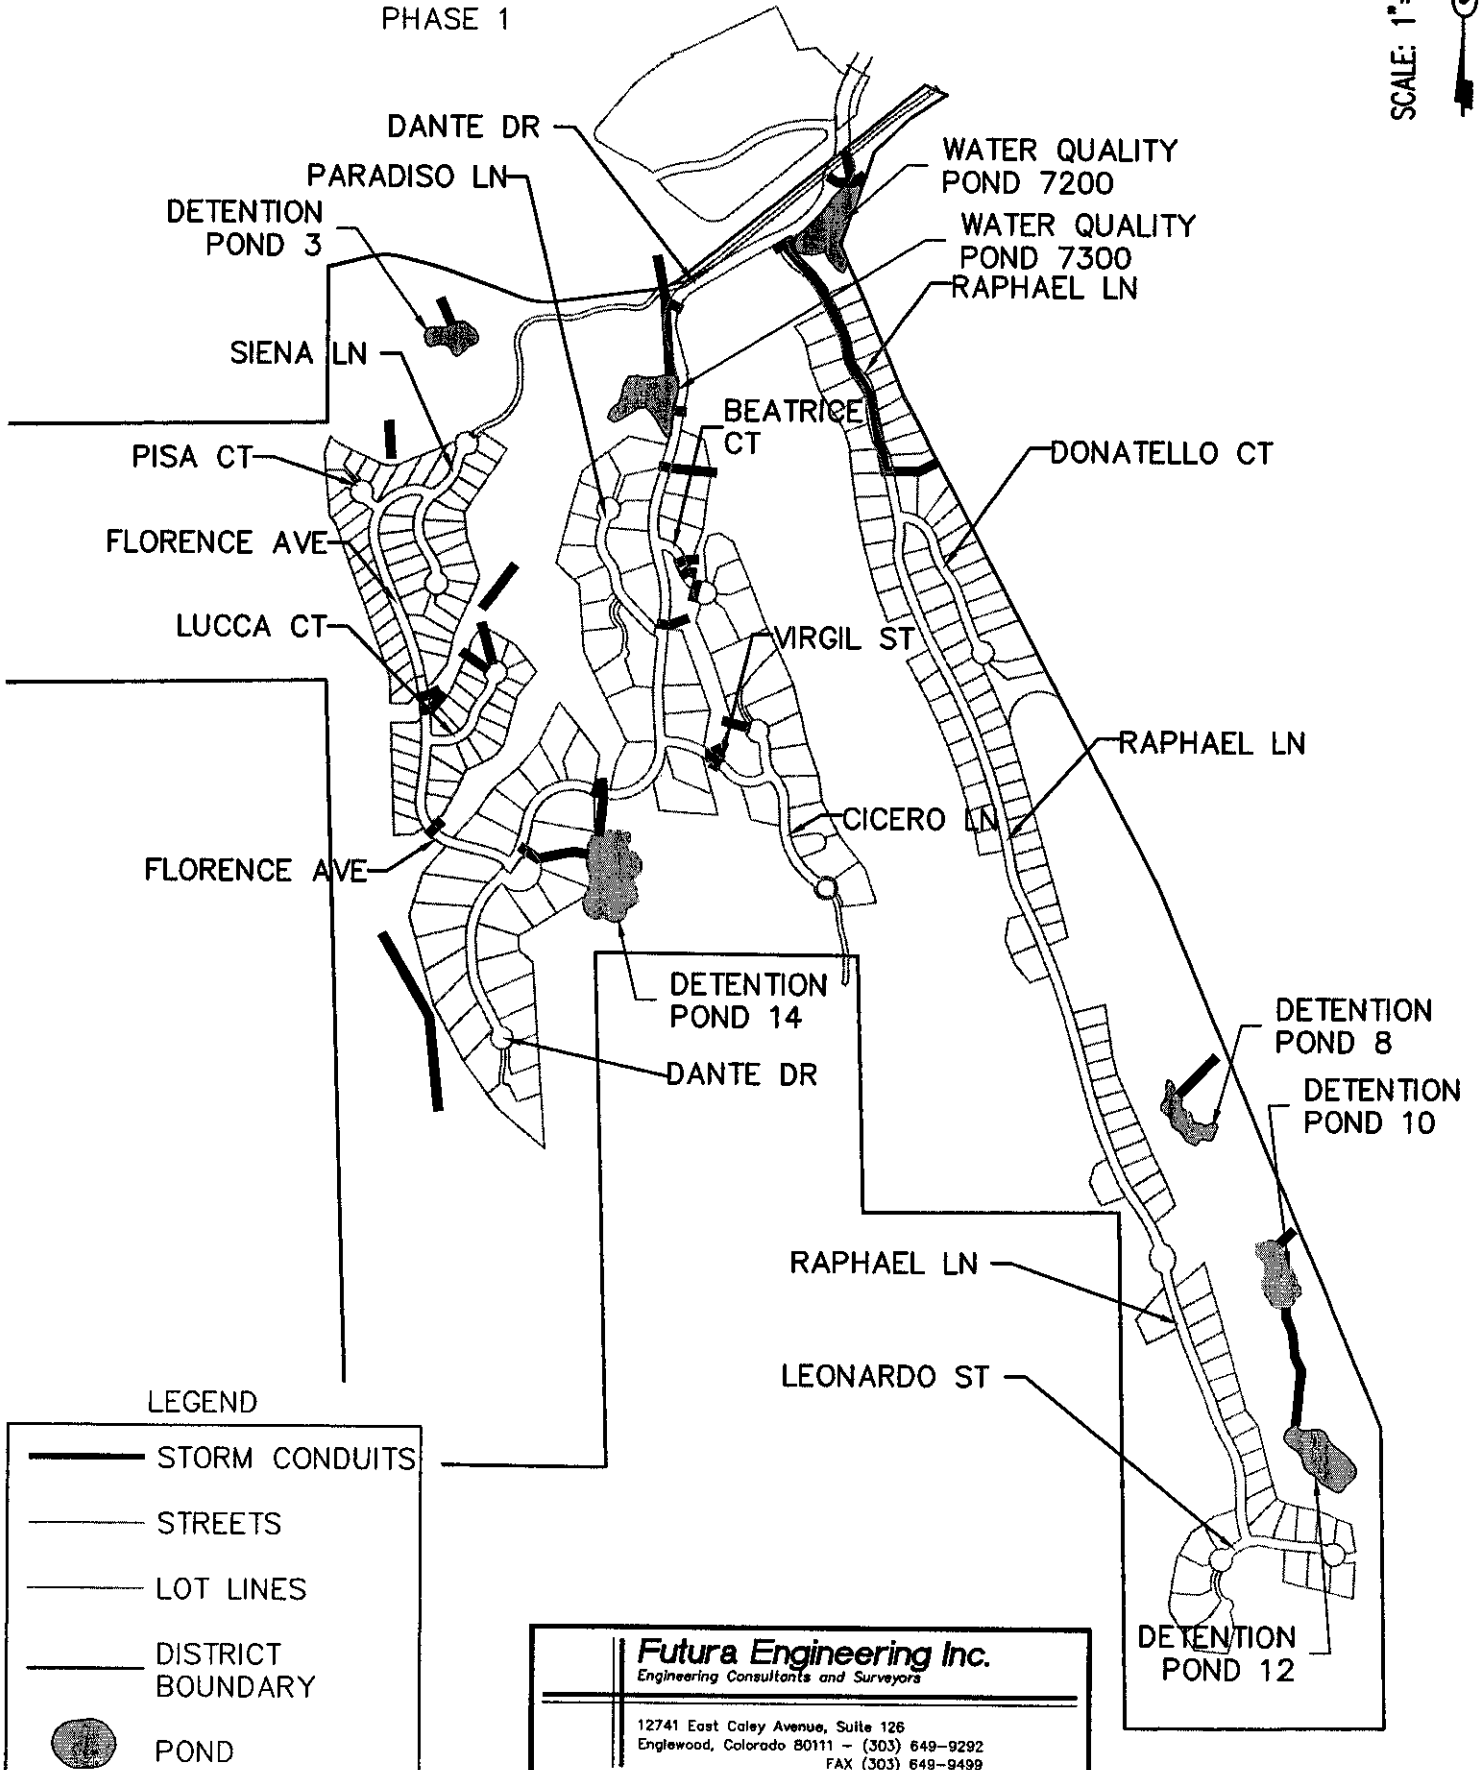 PHASE 1
SCALE: 1"=
DANTE DR
PARADISO LN
DETENTION
POND 3
WATER QUALITY
POND 7200
WATER QUALITY
POND 7300
RAPHAEL LN
SIENA LN
BEATRICE
CT
PISA CT
DONATELLO CT
FLORENCE AVE
LUCCA CT
VIRGIL ST
RAPHAEL LN
CICERO LN
FLORENCE AVE
DETENTION
POND 14
DETENTION
POND 8
DANTE DR
DETENTION
POND 10
RAPHAEL LN
LEONARDO ST
LEGEND
STORM CONDUITS
STREETS
LOT LINES
DISTRICT
BOUNDARY
POND
DETENTION
POND 12
Futura Engineering Inc.
Engineering Consultants and Surveyors
12741 East Caley Avenue, Suite 126
Englewood, Colorado 80111 - (303) 649-9292
FAX (303) 649-9499